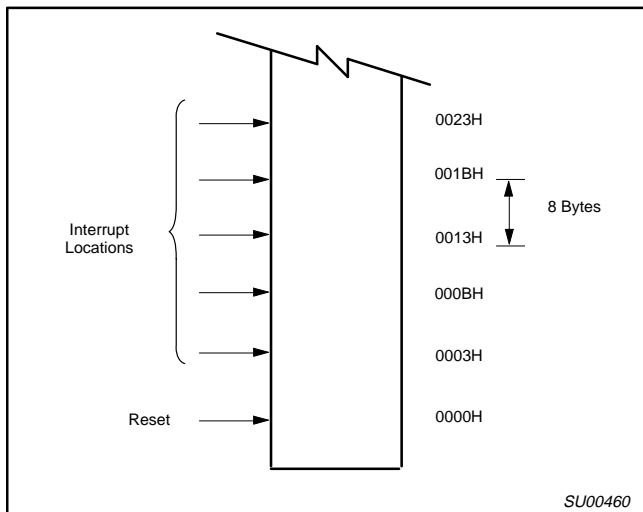 0023H
001BH
8 Bytes
Interrupt
Locations
0013H
000BH
0003H
Reset
0000H
SU00460